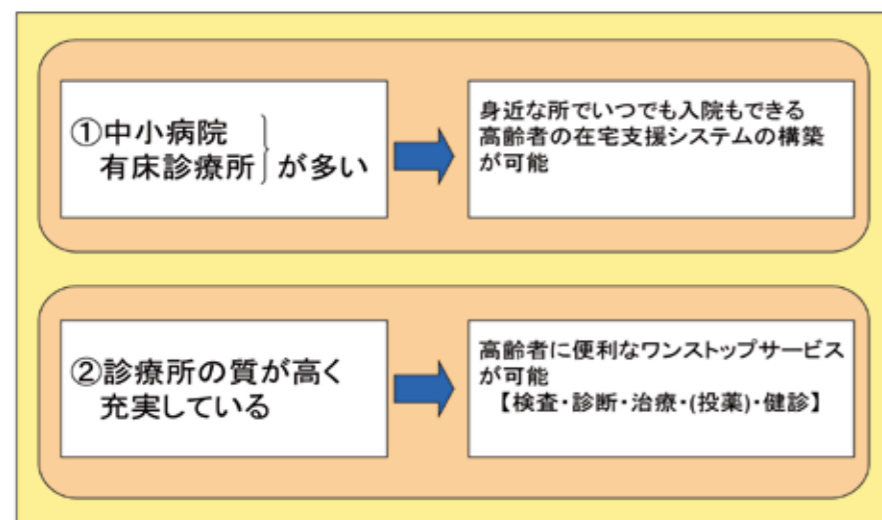 ①中小病院
有床診療所
が多い
身近な所でいつでも入院もできる
高齢者の在宅支援システムの構築
が可能
②診療所の質が高く
充実している
高齢者に便利なワンストップサービス
が可能
【検査・診断・治療・(投薬)・健診】